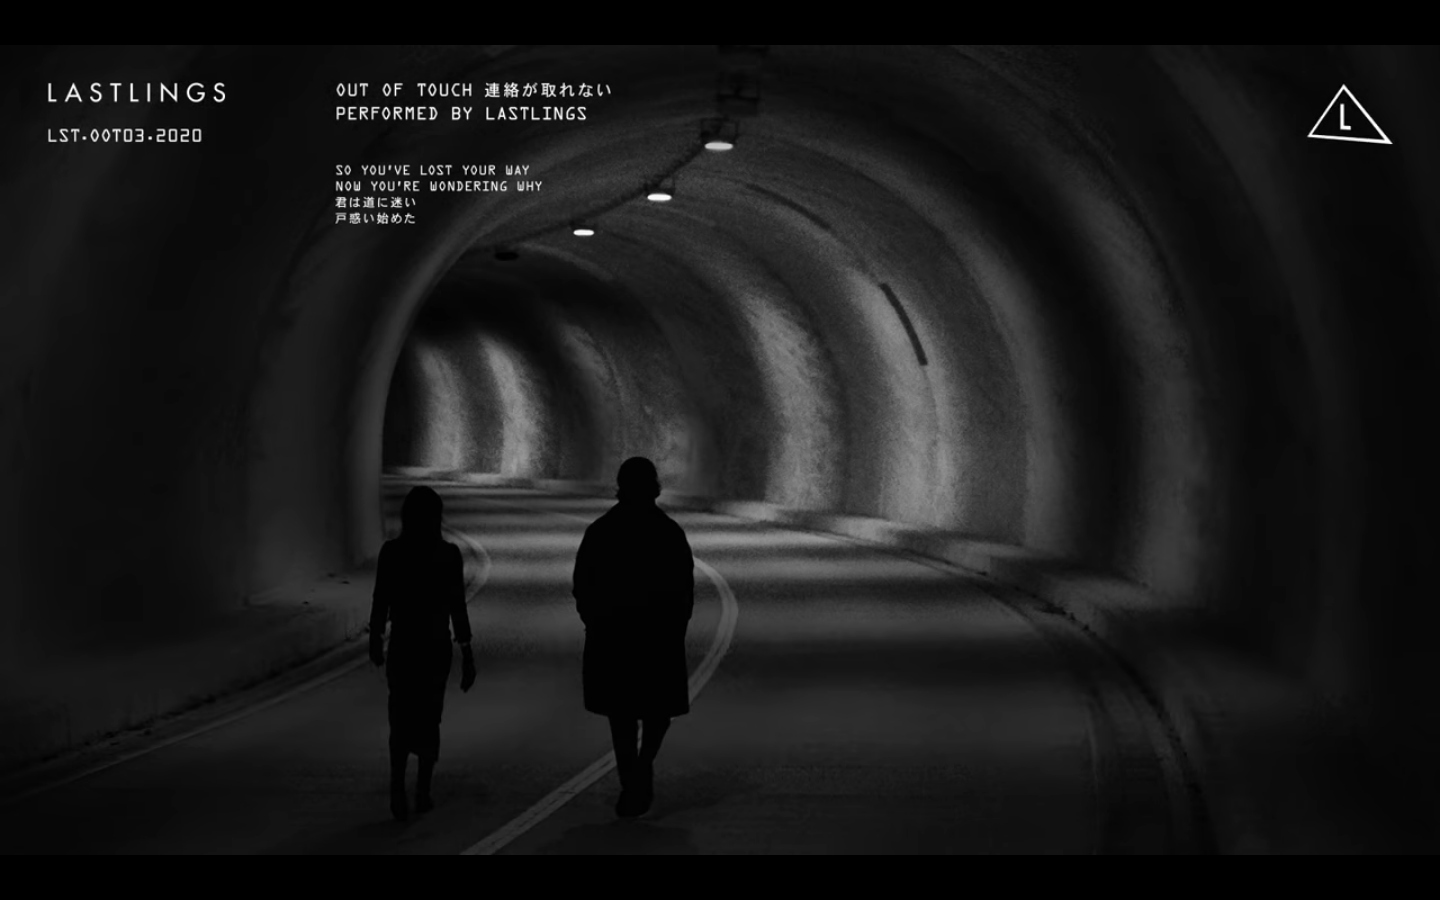 LASTLINGS
LST.OOT03.2020
OUT OF TOUCH 連絡が取れない
PERFORMED BY LASTLINGS
SO YOU'VE LOST YOUR WAY
NOW YOU'RE WONDERING WHY
君は道に迷い
戸惑い始めた
L